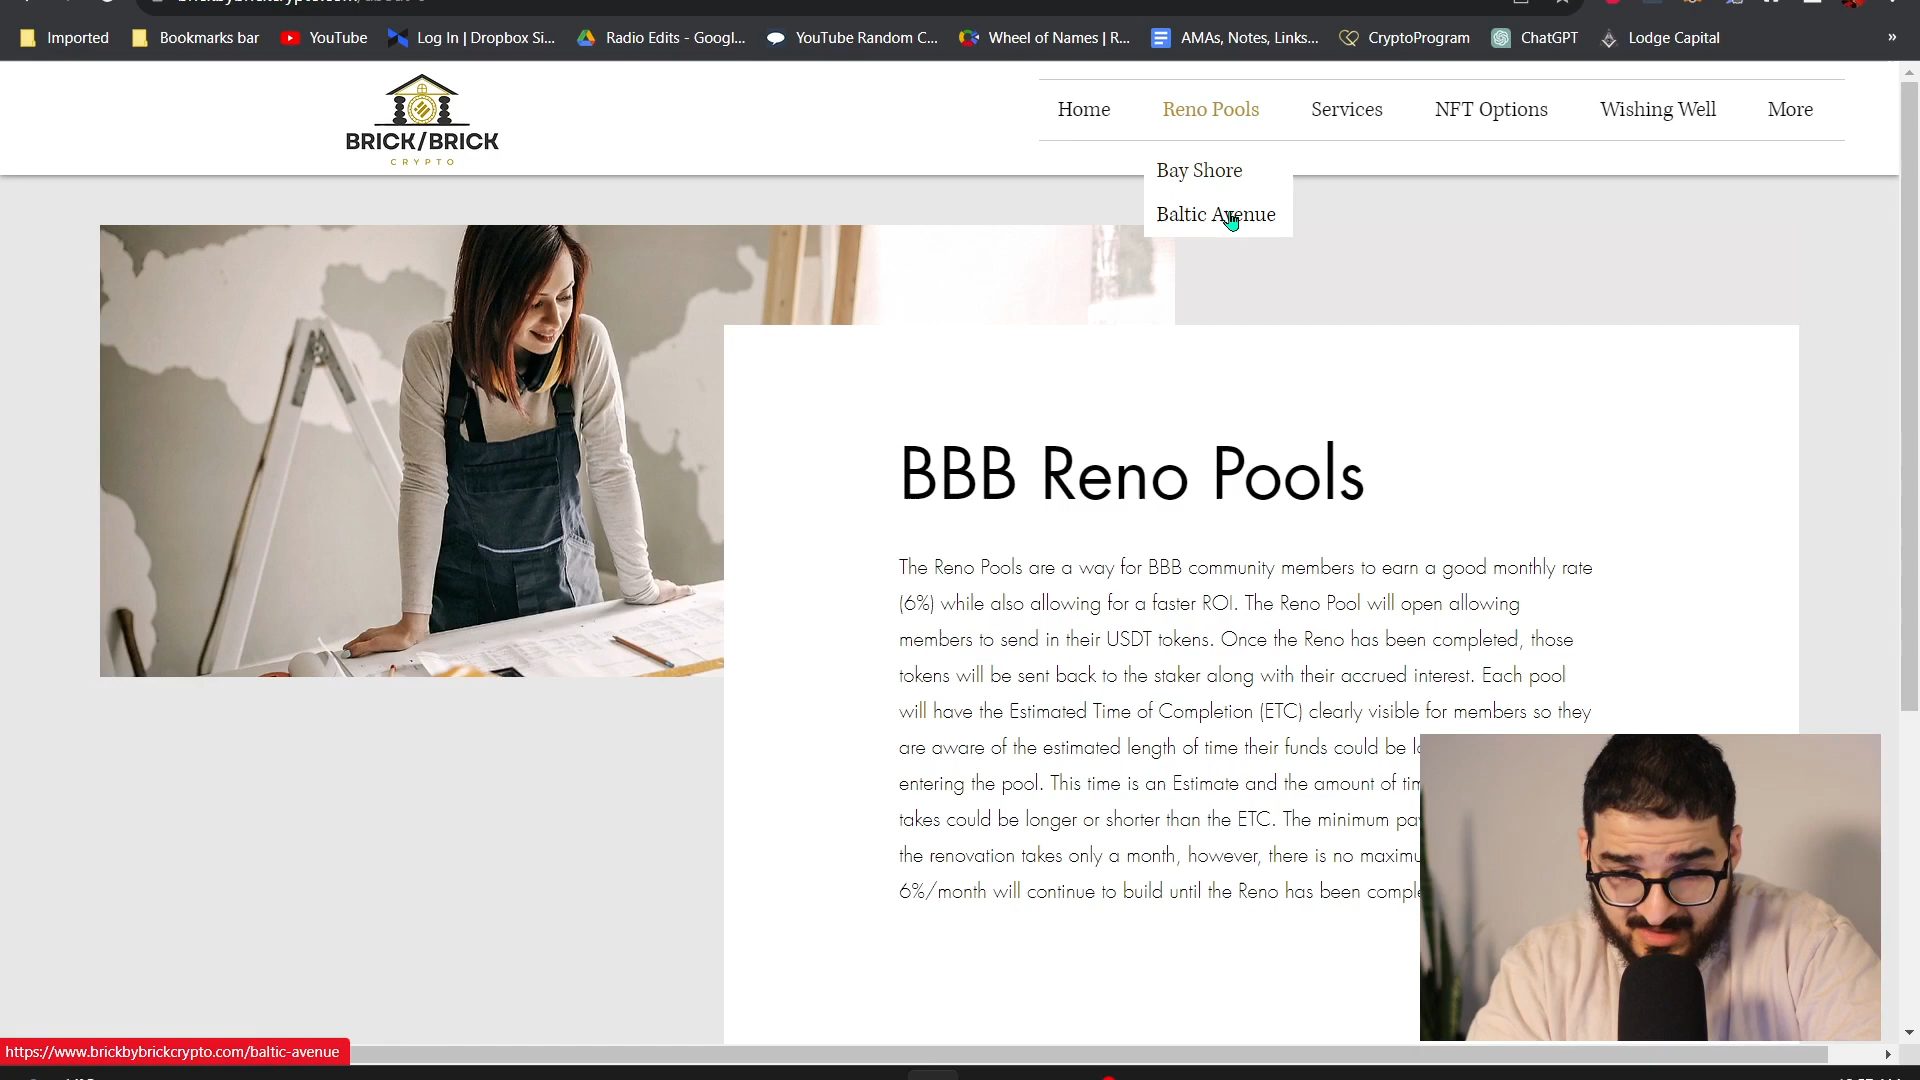 Imported
Bookmarks bar
YouTube
Log In | Dropbox Si...
Radio Edits - Googl...
YouTube Random C...
Wheel of Names | R...
AMAs, Notes, Links...
CryptoProgram
ChatGPT
Lodge Capital
»
BRICK/BRICK
CRYPTO
Home
Reno Pools
Services
NFT Options
Wishing Well
More
Bay Shore
Baltic Avenue
BBB Reno Pools
The Reno Pools are a way for BBB community members to earn a good monthly rate
(6%) while also allowing for a faster ROI. The Reno Pool will open allowing
members to send in their USDT tokens. Once the Reno has been completed, those
tokens will be sent back to the staker along with their accrued interest. Each pool
will have the Estimated Time of Completion (ETC) clearly visible for members so they
are aware of the estimated length of time their funds could be
entering the pool. This time is an Estimate and the amount of
takes could be longer or shorter than the ETC. The minimum
the renovation takes only a month, however, there is no
6%/month will continue to build until the Reno has been
https://www.brickbybrickcrypto.com/baltic-avenue